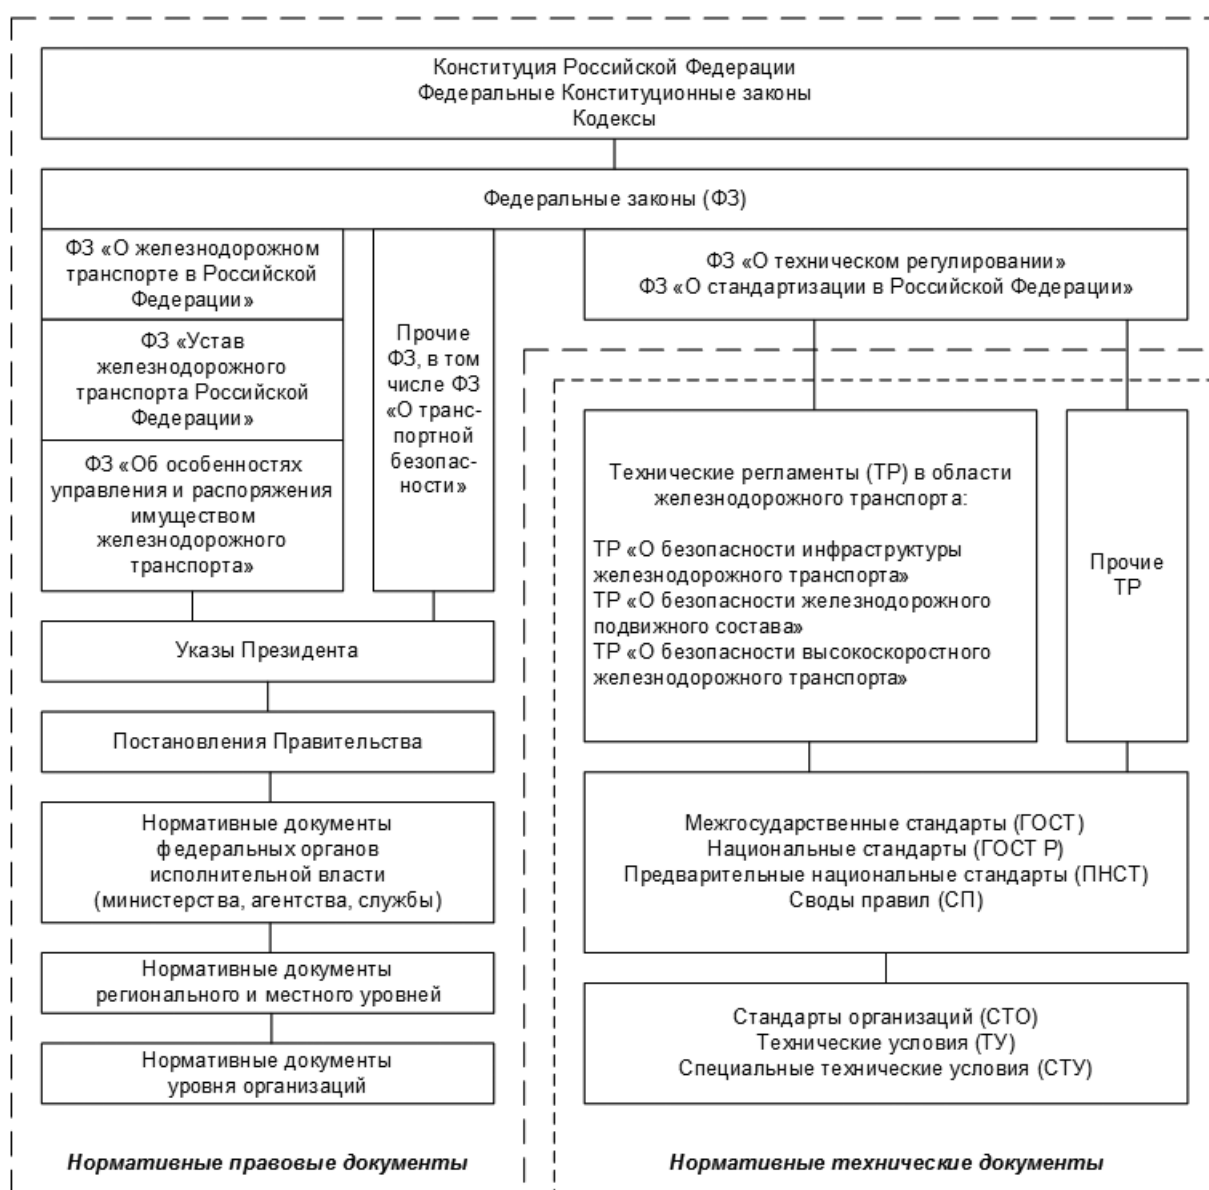 Конституция Российской Федерации
Федеральные Конституционные законы
Кодексы
Федеральные законы (ФЗ)
ФЗ «О железнодорожном
транспорте в Российской
Федерации»
ФЗ «Устав
железнодорожного
транспорта Российской
Федерации»
ФЗ «Об особенностях
управления и распоряжения
имуществом
железнодорожного
транспорта»
Прочие
ФЗ, в том
числе ФЗ
«О транс-
портной
безопас-
ности»
ФЗ «О техническом регулировании»
ФЗ «О стандартизации в Российской Федерации»
Указы Президента
Постановления Правительства
Нормативные документы
федеральных органов
исполнительной власти
(министерства, агентства, службы)
Нормативные документы
регионального и местного уровней
Нормативные документы
уровня организаций
Нормативные правовые документы
Технические регламенты (ТР) в области
железнодорожного транспорта:
ТР «О безопасности инфраструктуры
железнодорожного транспорта»
ТР «О безопасности железнодорожного
подвижного состава»
ТР «О безопасности высокоскоростного
железнодорожного транспорта»
Прочие
ТР
Межгосударственные стандарты (ГОСТ)
Национальные стандарты (ГОСТ Р)
Предварительные национальные стандарты (ПНСТ)
Своды правил (СП)
Стандарты организаций (СТО)
Технические условия (ТУ)
Специальные технические условия (СТУ)
Нормативные технические документы